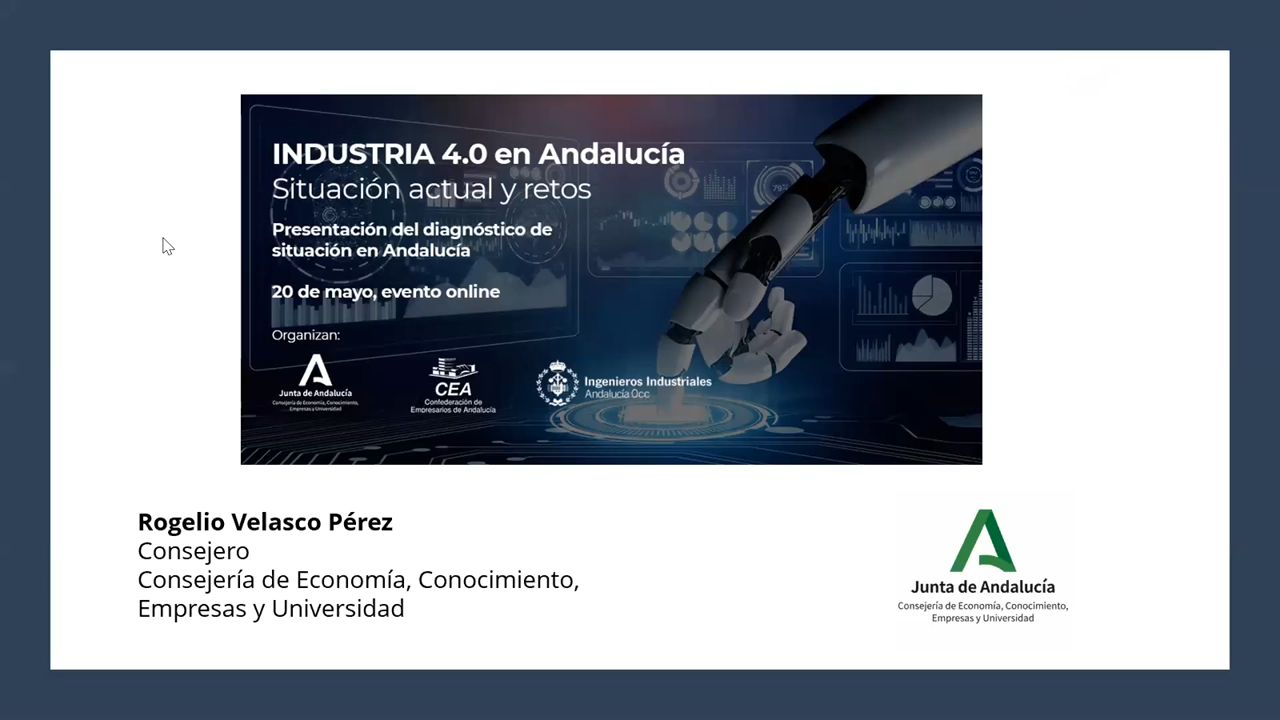 INDUSTRIA 4.0 en Andalucía
Situación actual y retos
Presentación del diagnóstico de
situación en Andalucía
20 de mayo, evento online
Organizan:
Junta de Andalucía
Consejería de Economía, Conocimiento,
Empresas y Universidad
CEA
Confederación de
Empresarios de Andalucía
Ingenieros Industriales
Andalucía Occ
Rogelio Velasco Pérez
Consejero
Consejería de Economía, Conocimiento,
Empresas y Universidad
Junta de Andalucía
Consejería de Economía, Conocimiento,
Empresas y Universidad